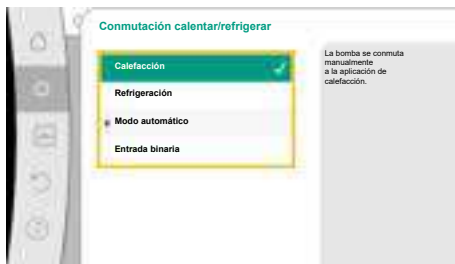 Conmutación calentar/refrigerar
Calefacción
Refrigeración
Modo automático
Entrada binaria
La bomba se conmuta
manualmente
a la aplicación de
calefacción.